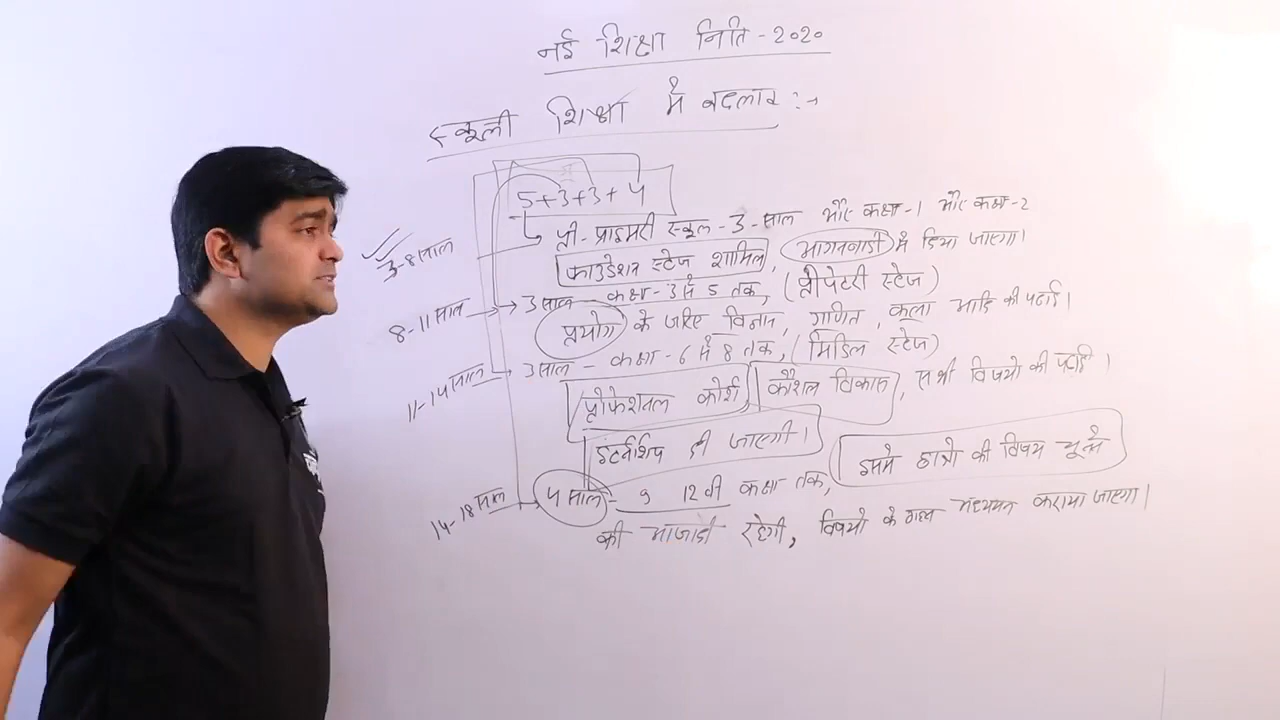 नई शिक्षा निति - 2020
स्कूली शिक्षा में बदलाव :→
5+3+3+4
3-8 साल
प्री-प्राइमरी स्कूल - 3-साल और कक्षा-1 और कक्षा-2
फाउंडेशन स्टेज शामिल, आगनवाडी में दिया जाएगा।
8-11 साल → 3 साल - कक्षा-3 से 5 तक, (प्रीपेटरी स्टेज)
प्रयोग के जरिए विज्ञान, गणित, कला आदि की पढाई।
11-14 साल 3 साल - कक्षा-6 से 8 तक, (मिडिल स्टेज)
प्रोफेशनल कोर्श, कौशल विकास, सभी विषयो की पढाई।
इंटर्नशिप दी जाएगी।
14-18 साल 4 साल - 9 12 वी कक्षा तक, इसमे छात्रो की विषय चूनने
की आजादी रहेगी, विषयो के गहन अध्ययन कराया जाएगा।